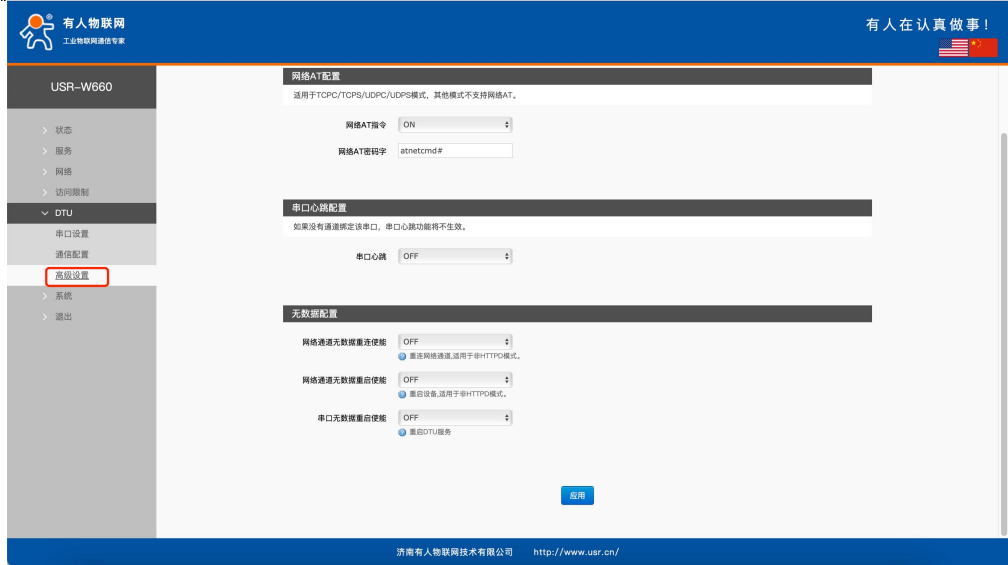 有人物联网
工业物联网通信专家
有人在认真做事!
USR-W660
状态
服务
网络
访问限制
DTU
串口设置
通信配置
高级设置
系统
退出
网络AT配置
适用于TCPC/TCPS/UDPC/UDPS模式，其他模式不支持网络AT。
网络AT指令 ON
网络AT密码字 atnetcmd#
串口心跳配置
如果没有通道绑定该串口，串口心跳功能将不生效。
串口心跳 OFF
无数据配置
网络通道无数据重连使能 OFF
重连网络通道,适用于非HTTPD模式。
网络通道无数据重启使能 OFF
重启设备,适用于非HTTPD模式。
串口无数据重启使能 OFF
重启DTU服务
应用
济南有人物联网技术有限公司 http://www.usr.cn/